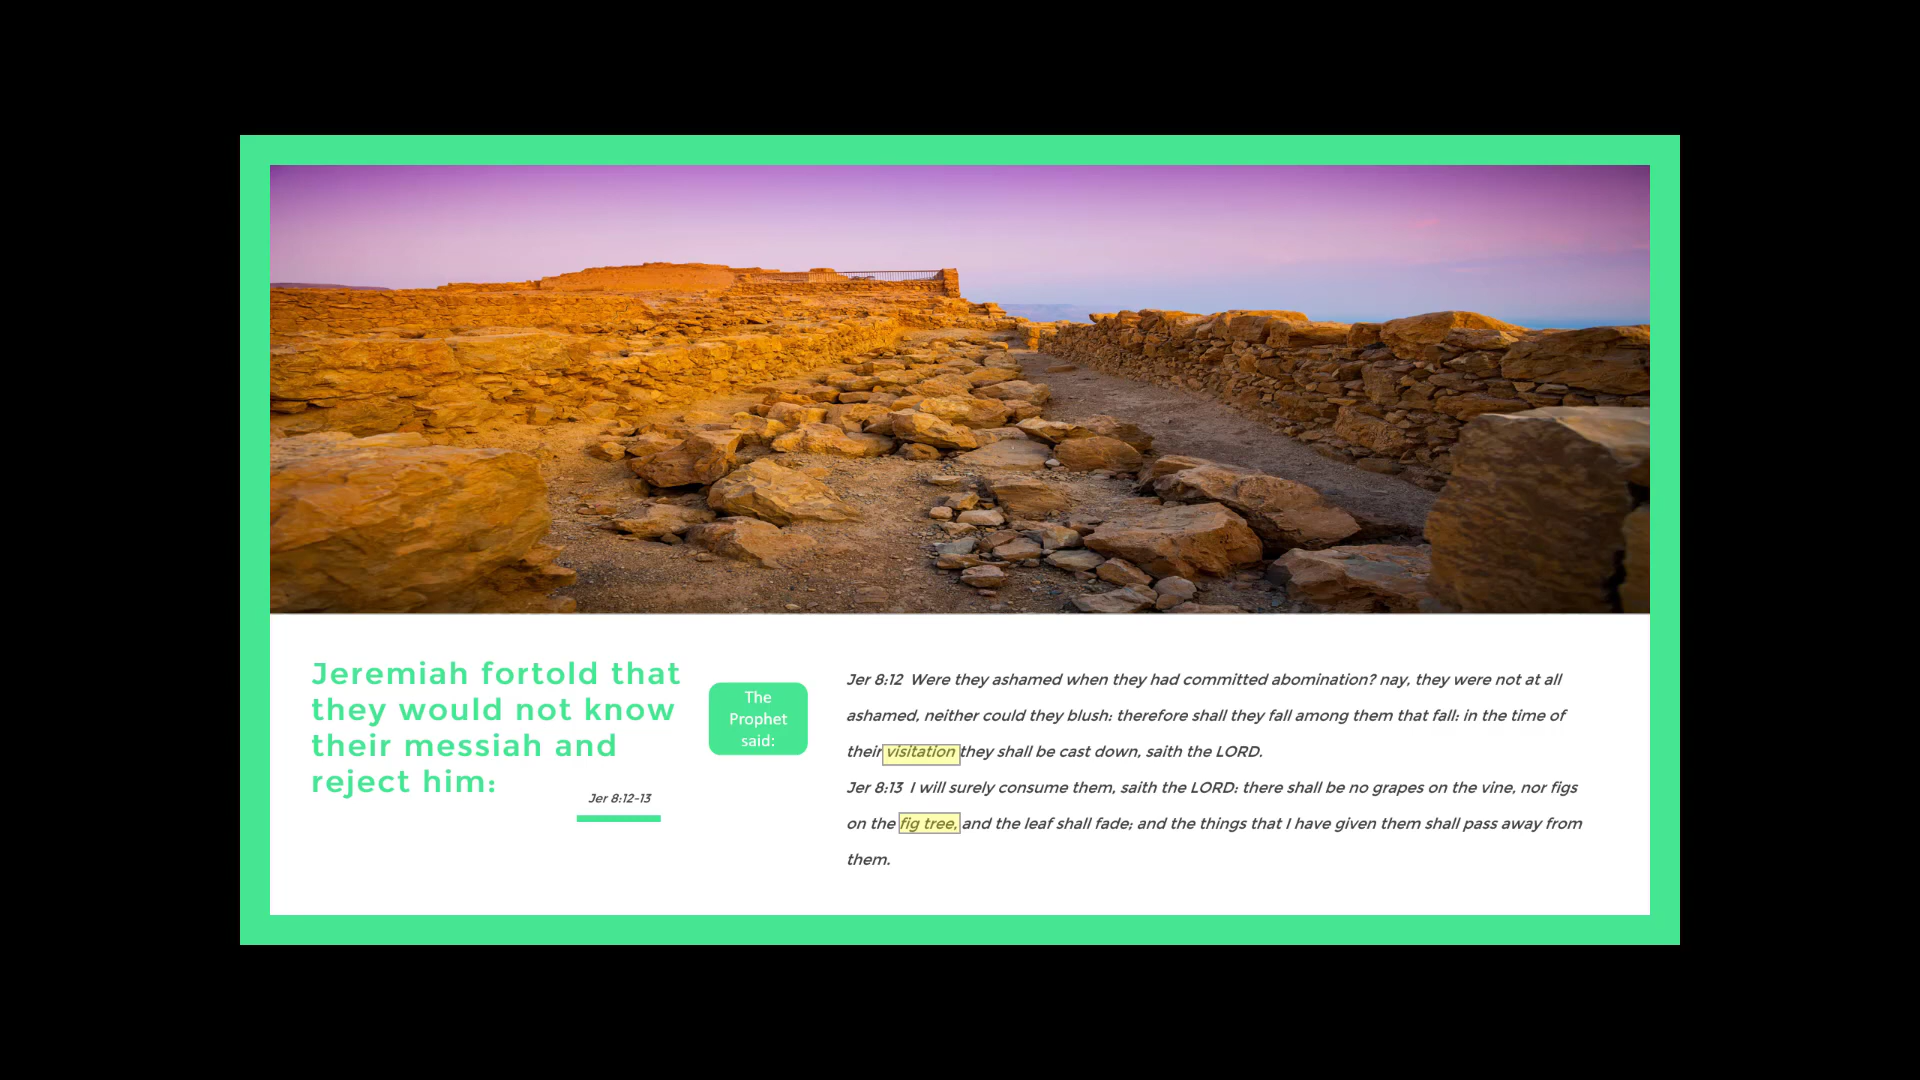 Jeremiah fortold that
they would not know
their messiah and
reject him:
Jer 8:12-13
The
Prophet
said:
Jer 8:12  Were they ashamed when they had committed abomination? nay, they were not at all
ashamed, neither could they blush: therefore shall they fall among them that fall: in the time of
their visitation they shall be cast down, saith the LORD.
Jer 8:13  I will surely consume them, saith the LORD: there shall be no grapes on the vine, nor figs
on the fig tree, and the leaf shall fade; and the things that I have given them shall pass away from
them.